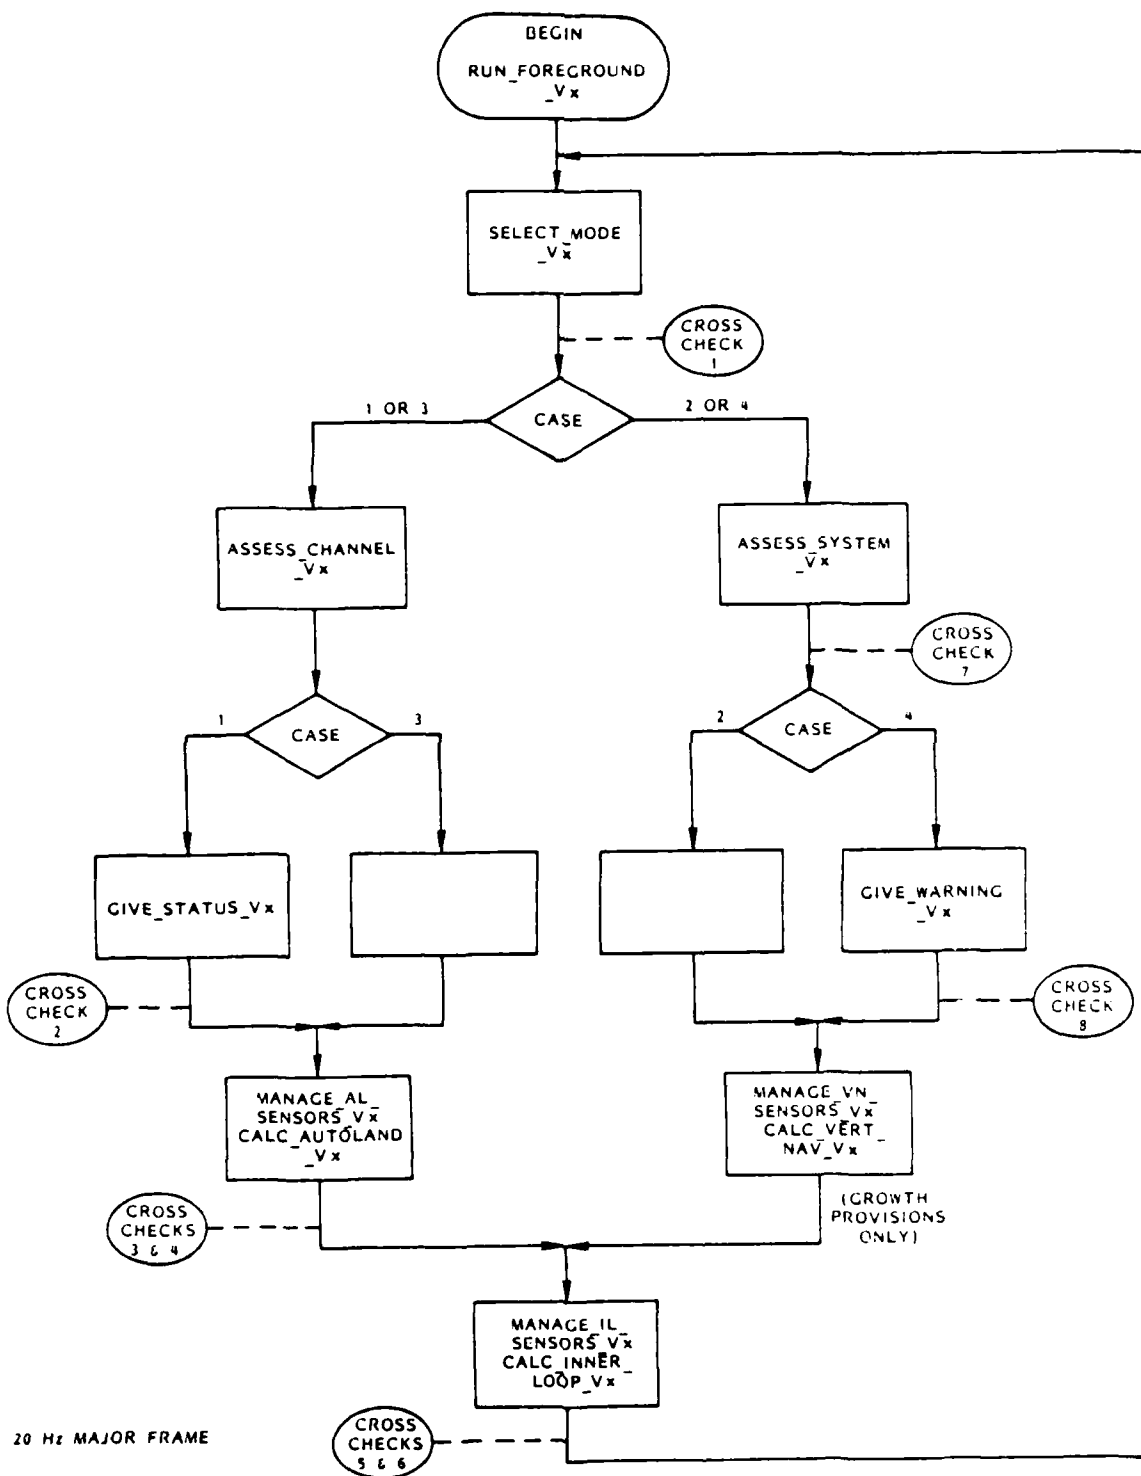 BEGIN
RUN_FOREGROUND
_Vx
SELECT_MODE
_Vx
CROSS
CHECK
1
1 OR 3
CASE
2 OR 4
ASSESS_CHANNEL
_Vx
ASSESS_SYSTEM
_Vx
CROSS
CHECK
7
1
CASE
3
2
CASE
4
GIVE_STATUS_Vx
GIVE_WARNING
_Vx
CROSS
CHECK
2
CROSS
CHECK
8
MANAGE_AL_
SENSORS_Vx
CALC_AUTOLAND
_Vx
MANAGE_VN_
SENSORS_Vx
CALC_VERT_
NAV_Vx
CROSS
CHECKS
3 & 4
(GROWTH
PROVISIONS
ONLY)
MANAGE_IL_
SENSORS_Vx
CALC_INNER_
LOOP_Vx
20 Hz MAJOR FRAME
CROSS
CHECKS
5 & 6